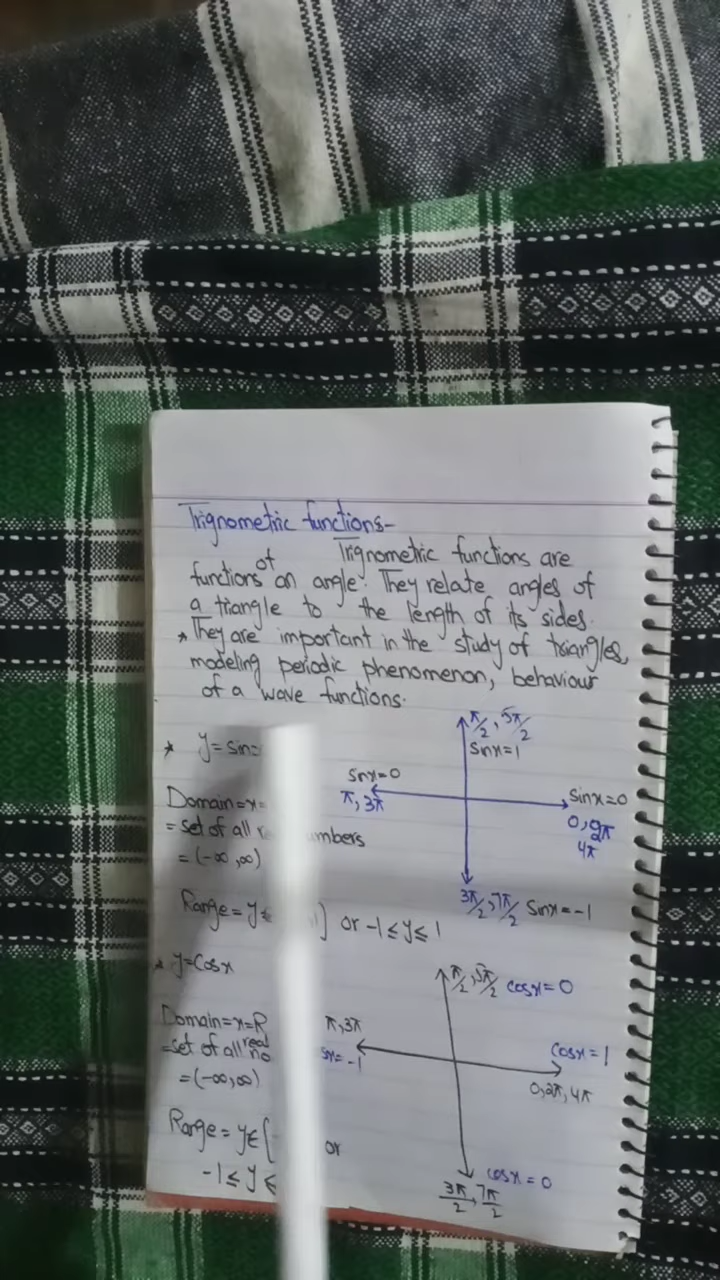 Trignometric functions-
Trignometric functions are
functions of an angle. They relate angles of
a triangle to the length of its sides.
* They are important in the study of triangles,
modeling periodic phenomenon, behaviour
of a wave functions.
* y=sin
π/2, 5π/2
sinx=1
sinx=0
π, 3π
sinx=0
0, 2π
4π
Domain=x=
= set of all umbers
= (-∞,∞)
3π/2, 7π/2 sinx=-1
Range= y ] or -1≤y≤1
* y=cosx
π/2, 5π/2 cosx=0
Domain=x=R
=set of all real no
=(-∞,∞)
π,3π
=-1
cosx=1
0,2π,4π
Range= y∈[ or
-1≤y≤
cosx=0
3π/2, 7π/2